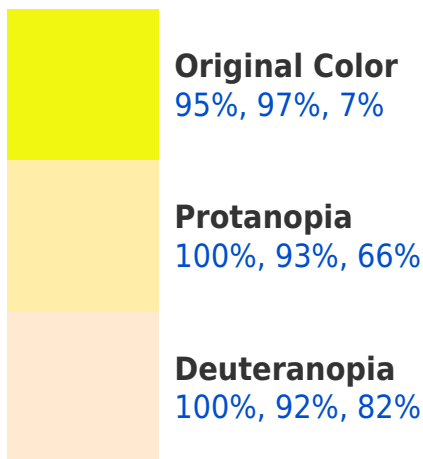 Original Color
95%, 97%, 7%
Protanopia
100%, 93%, 66%
Deuteranopia
100%, 92%, 82%